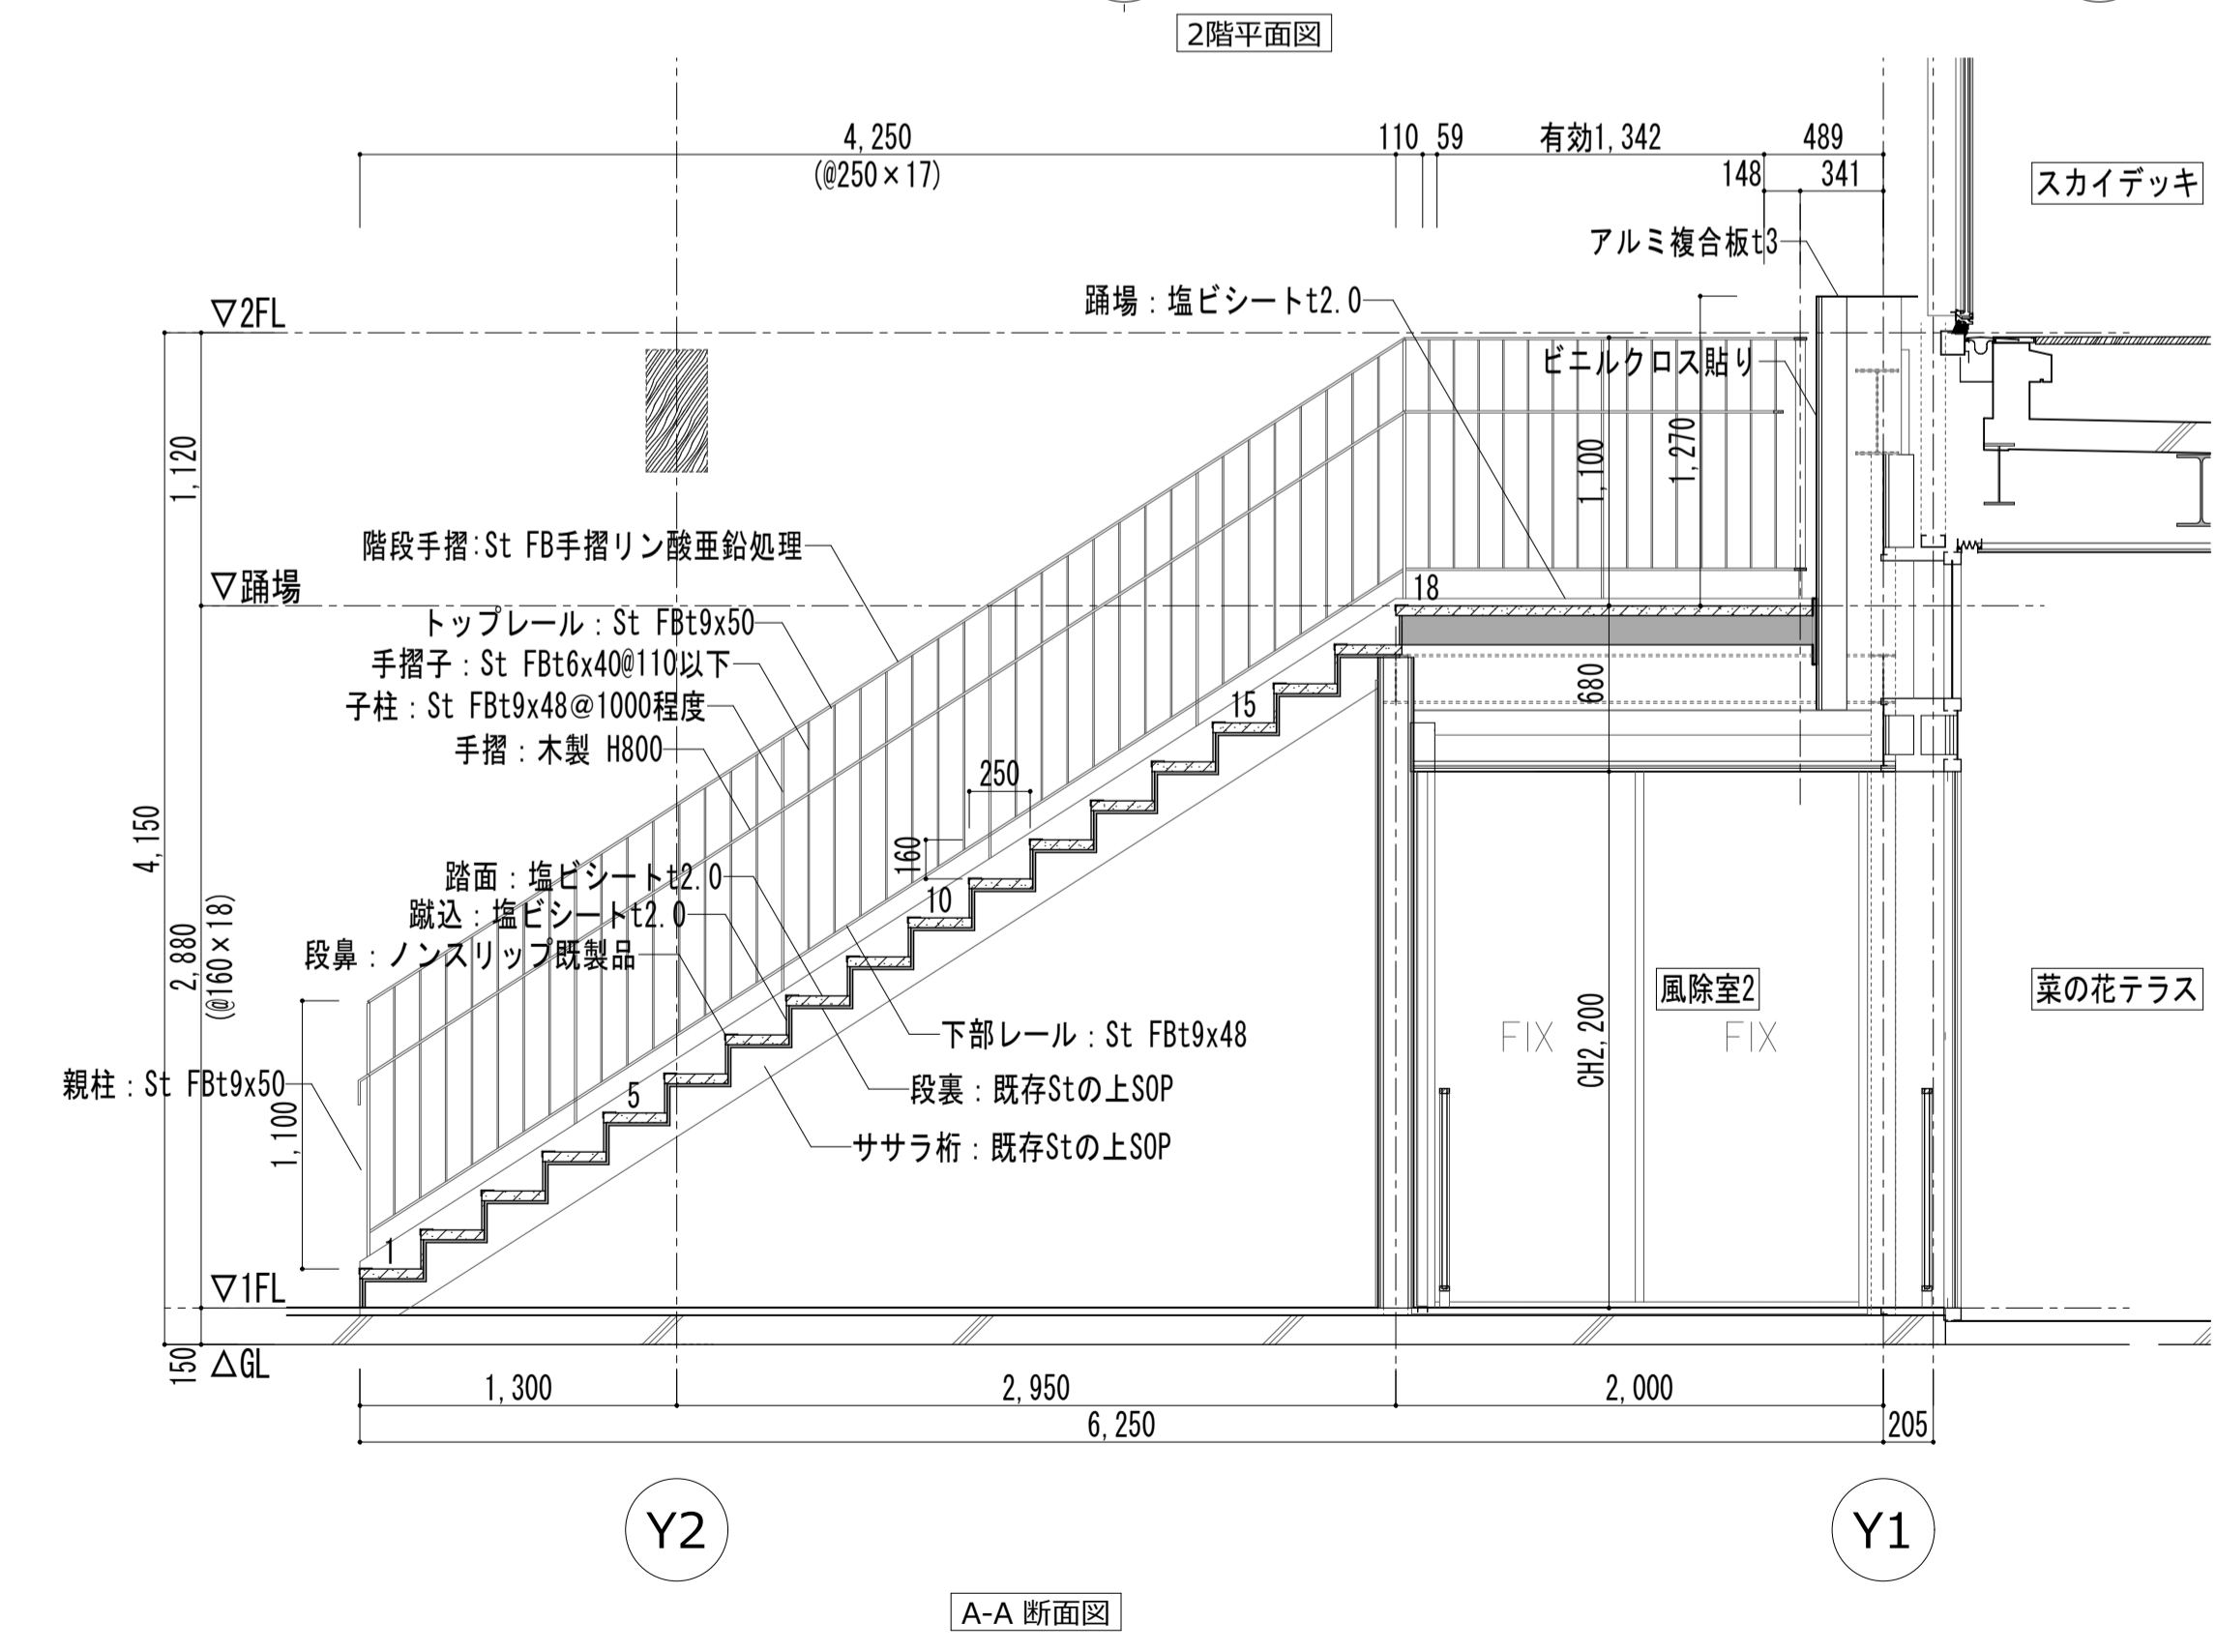 2階平面図
4,250
110
59
有効1,342
489
(@250×17)
148
341
スカイデッキ
アルミ複合板t3
踊場：塩ビシートt2.0
▽2FL
ビニルクロス貼り
1,120
1,100
1,270
階段手摺:St FB手摺リン酸亜鉛処理
▽踊場
18
トップレール：St FBt9x50
手摺子：St FBt6x40@110以下
子柱：St FBt9x48@1000程度
手摺：木製 H800
680
15
250
160
4,150
踏面：塩ビシートt2.0
蹴込：塩ビシートt2.0
段鼻：ノンスリップ既製品
10
2,880
(@160×18)
風除室2
菜の花テラス
下部レール：St FBt9x48
FIX
FIX
CH2,200
親柱：St FBt9x50
5
段裏：既存Stの上SOP
1,100
ササラ桁：既存Stの上SOP
1
▽1FL
150
△GL
1,300
2,950
2,000
6,250
205
Y2
Y1
A-A 断面図